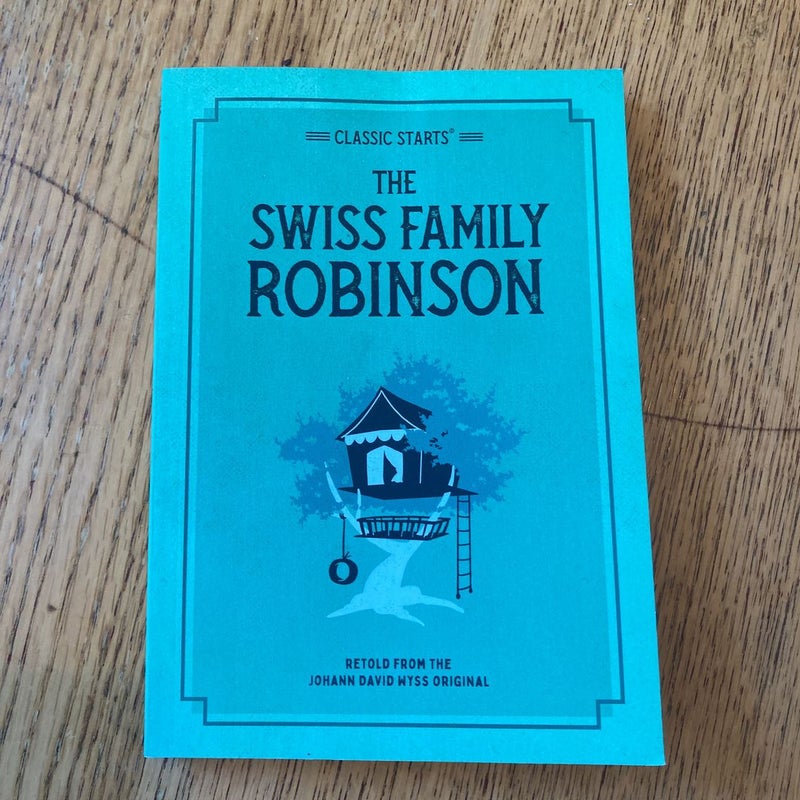 CLASSIC STARTS®
THE
SWISS FAMILY
ROBINSON
RETOLD FROM THE
JOHANN DAVID WYSS ORIGINAL